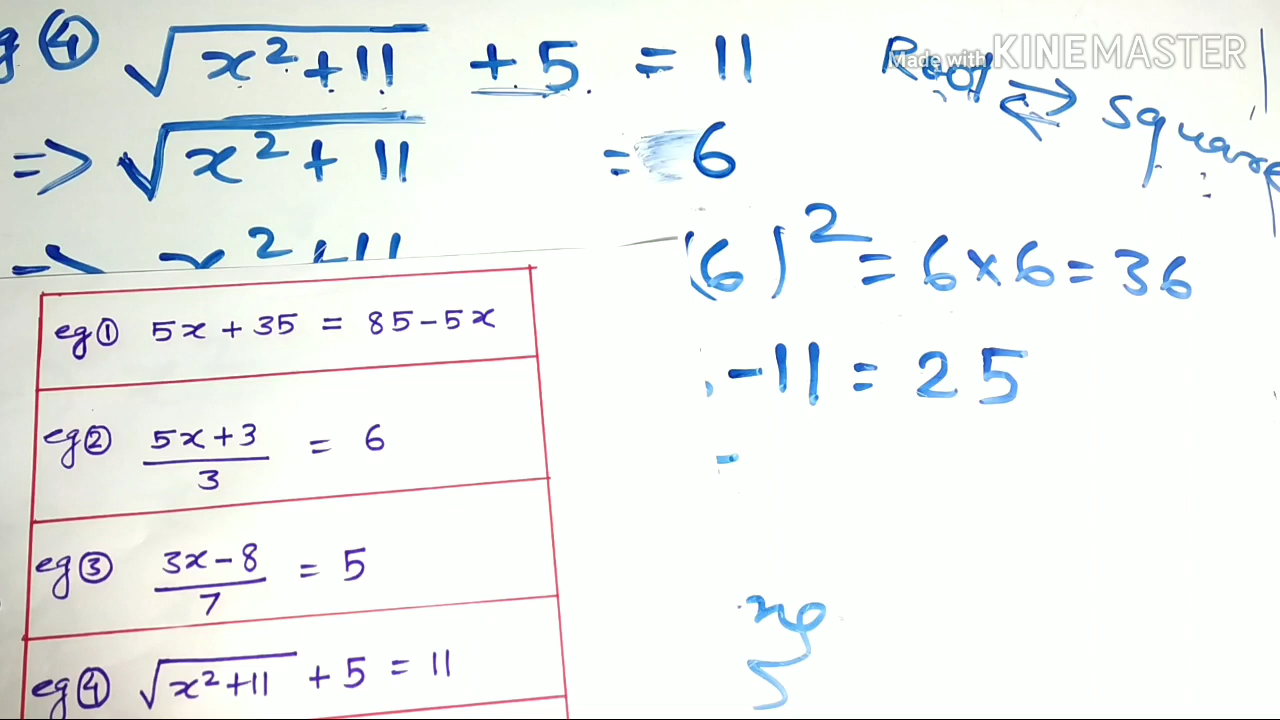 ④ √x²+11 + 5 = 11
Root ⇄ square
Made with KINEMASTER
=> √x² + 11 = 6
=> x² + 11
(6)² = 6×6 = 36
-11 = 25
eg① 5x + 35 = 85 - 5x
eg② 5x + 3 / 3 = 6
eg③ 3x - 8 / 7 = 5
eg④ √x²+11 + 5 = 11